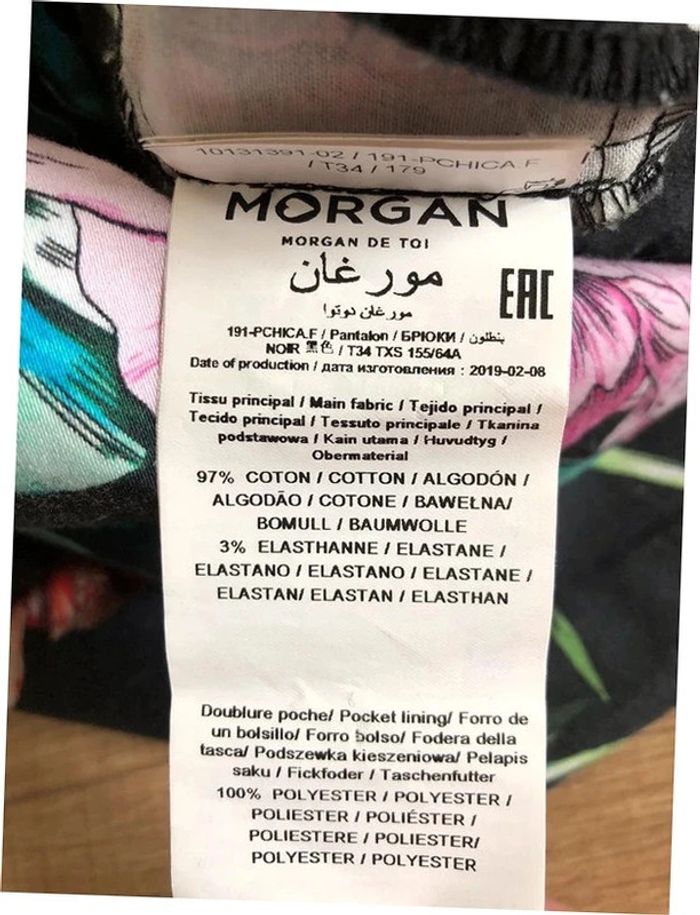 10131391-02 / 191-PCHICA.F
/ T34 / 179
MORGAN
MORGAN DE TOI
مورغان
مورغان دوتوا
EAC
191-PCHICA.F / Pantalon / БРЮКИ / بنطلون
NOIR 黑色 / T34 TXS 155/64A
Date of production / дата изготовления : 2019-02-08
Tissu principal / Main fabric / Tejido principal /
Tecido principal / Tessuto principale / Tkanina
podstawowa / Kain utama / Huvudtyg /
Obermaterial
97% COTON / COTTON / ALGODÓN /
ALGODÃO / COTONE / BAWEŁNA/
BOMULL / BAUMWOLLE
3% ELASTHANNE / ELASTANE /
ELASTANO / ELASTANO / ELASTANE /
ELASTAN/ ELASTAN / ELASTHAN
Doublure poche/ Pocket lining/ Forro de
un bolsillo/ Forro bolso/ Fodera della
tasca/ Podszewka kieszeniowa/ Pelapis
saku / Fickfoder / Taschenfutter
100% POLYESTER / POLYESTER /
POLIESTER / POLIÉSTER /
POLIESTERE / POLIESTER/
POLYESTER / POLYESTER